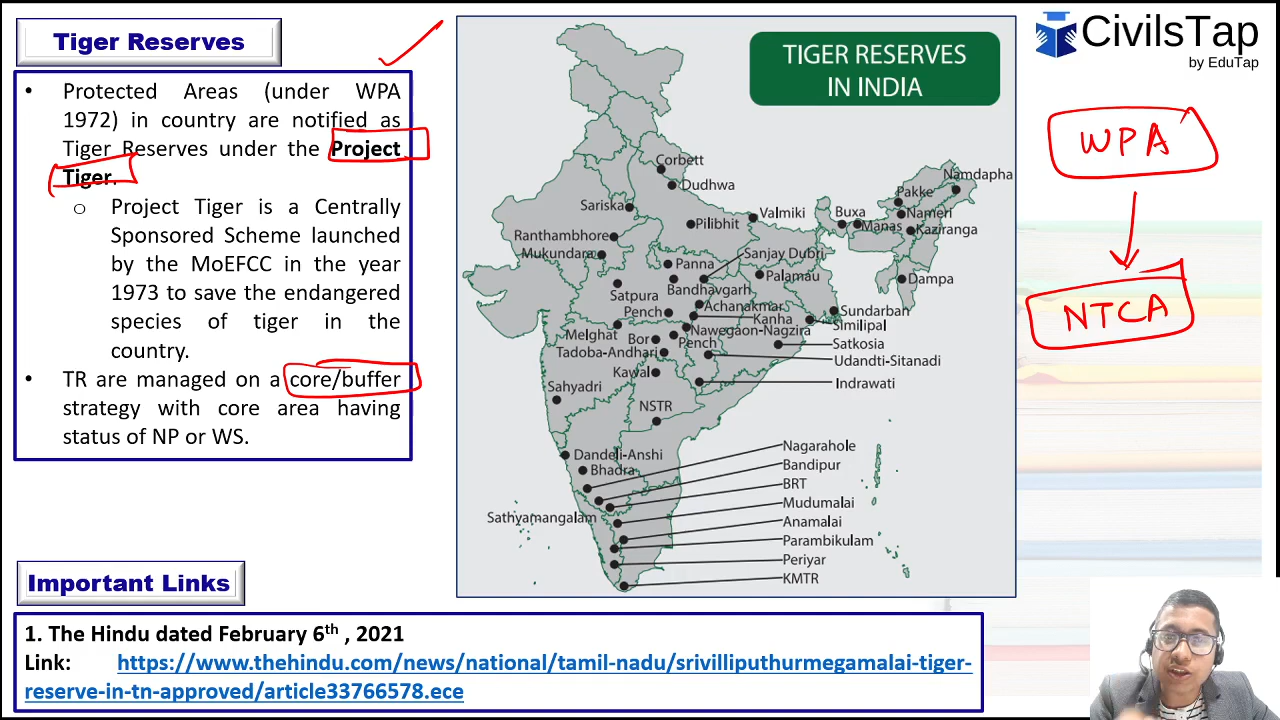 Tiger Reserves
• Protected Areas (under WPA
1972) in country are notified as
Tiger Reserves under the Project
Tiger.
o Project Tiger is a Centrally
Sponsored Scheme launched
by the MoEFCC in the year
1973 to save the endangered
species of tiger in the
country.
• TR are managed on a core/buffer
strategy with core area having
status of NP or WS.
TIGER RESERVES
IN INDIA
Corbett
Dudhwa
Namdapha
Pakke
Sariska
Valmiki
Buxa
Nameri
Pilibhit
Manas
Kaziranga
Ranthambhore
Mukundara
Sanjay Dubri
Panna
Palamau
Dampa
Bandhavgarh
Satpura
Achanakmar
Pench
Kanha
Sundarban
Similipal
Nawegaon-Nagzira
Melghat
Bor
Pench
Satkosia
Tadoba-Andhari
Udandti-Sitanadi
Kawal
Indrawati
Sahyadri
NSTR
Nagarahole
Dandeli-Anshi
Bandipur
Bhadra
BRT
Mudumalai
Sathyamangalam
Anamalai
Parambikulam
Periyar
KMTR
CivilsTap
by EduTap
WPA
NTCA
Important Links
1. The Hindu dated February 6th , 2021
Link: https://www.thehindu.com/news/national/tamil-nadu/srivilliputhurmegamalai-tiger-
reserve-in-tn-approved/article33766578.ece